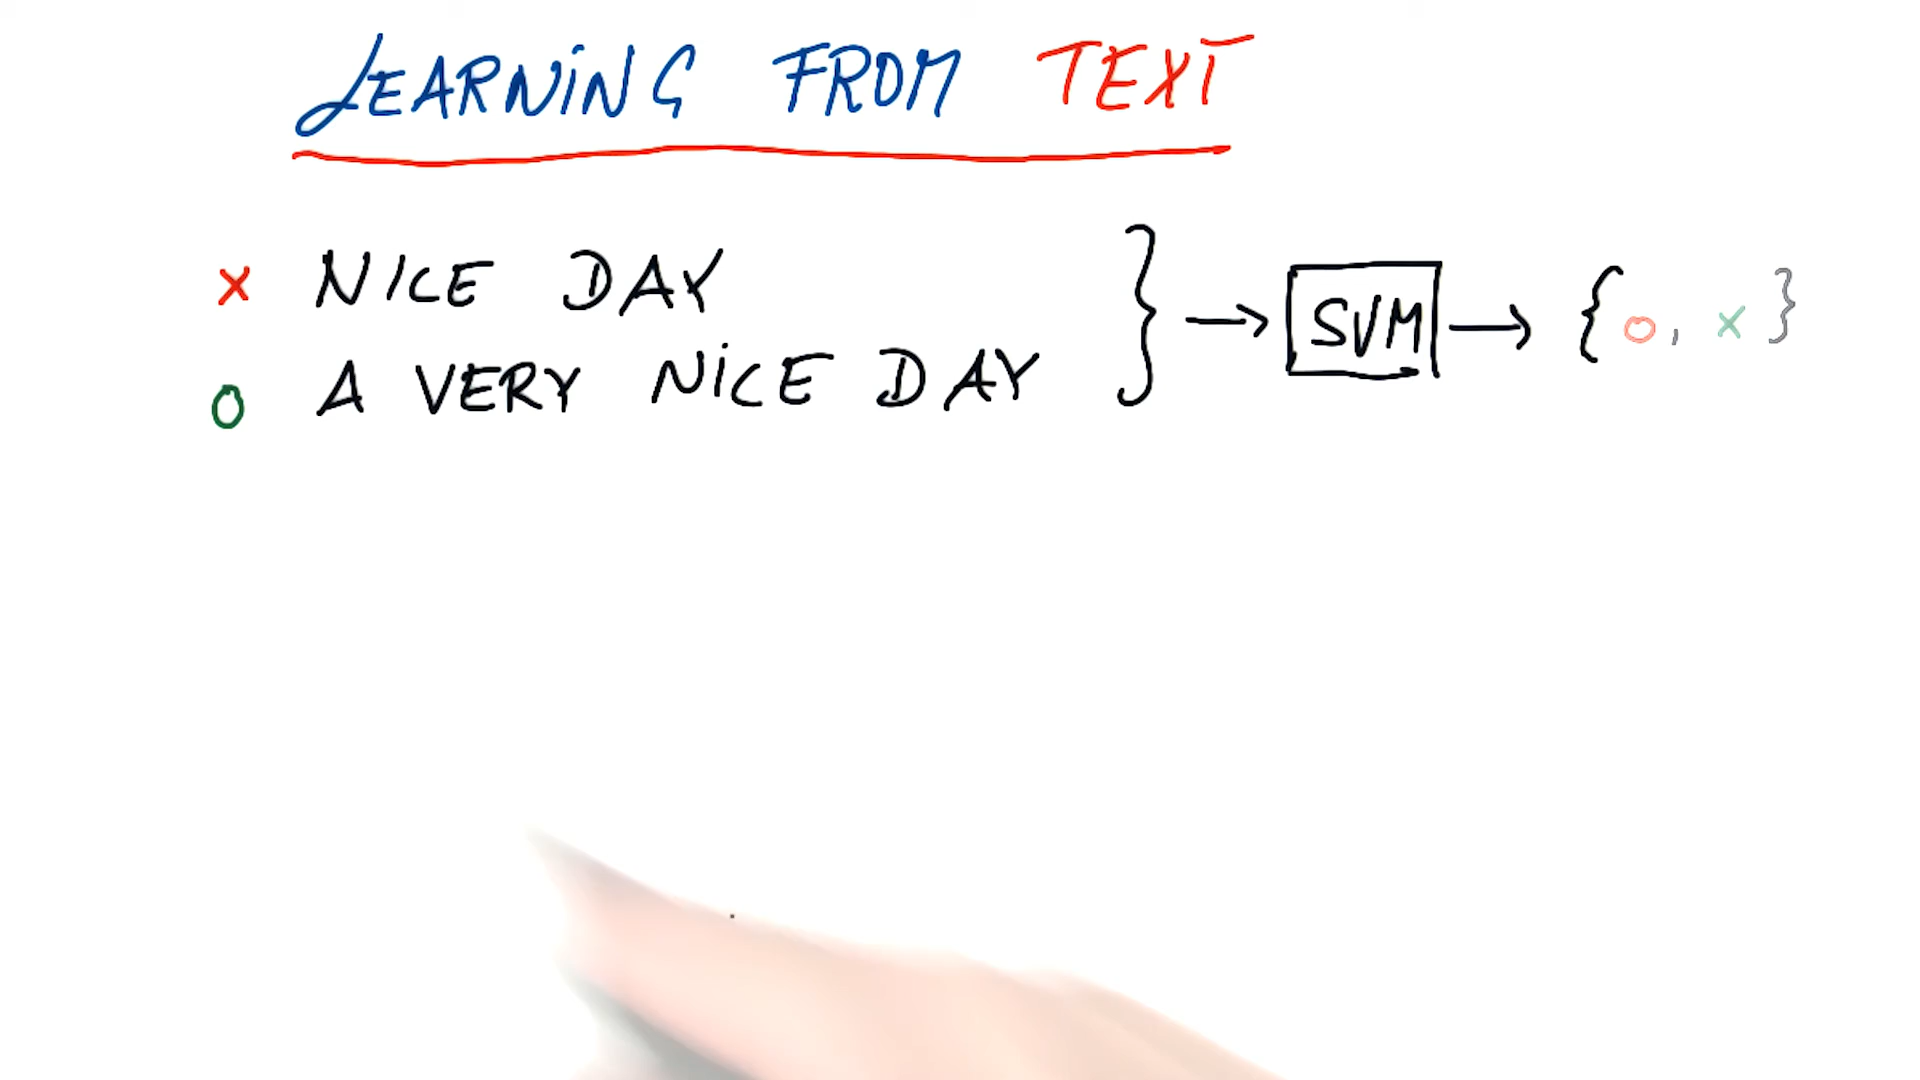 LEARNING FROM TEXT
x NICE DAY
o A VERY NICE DAY
} → SVM → {o, x}